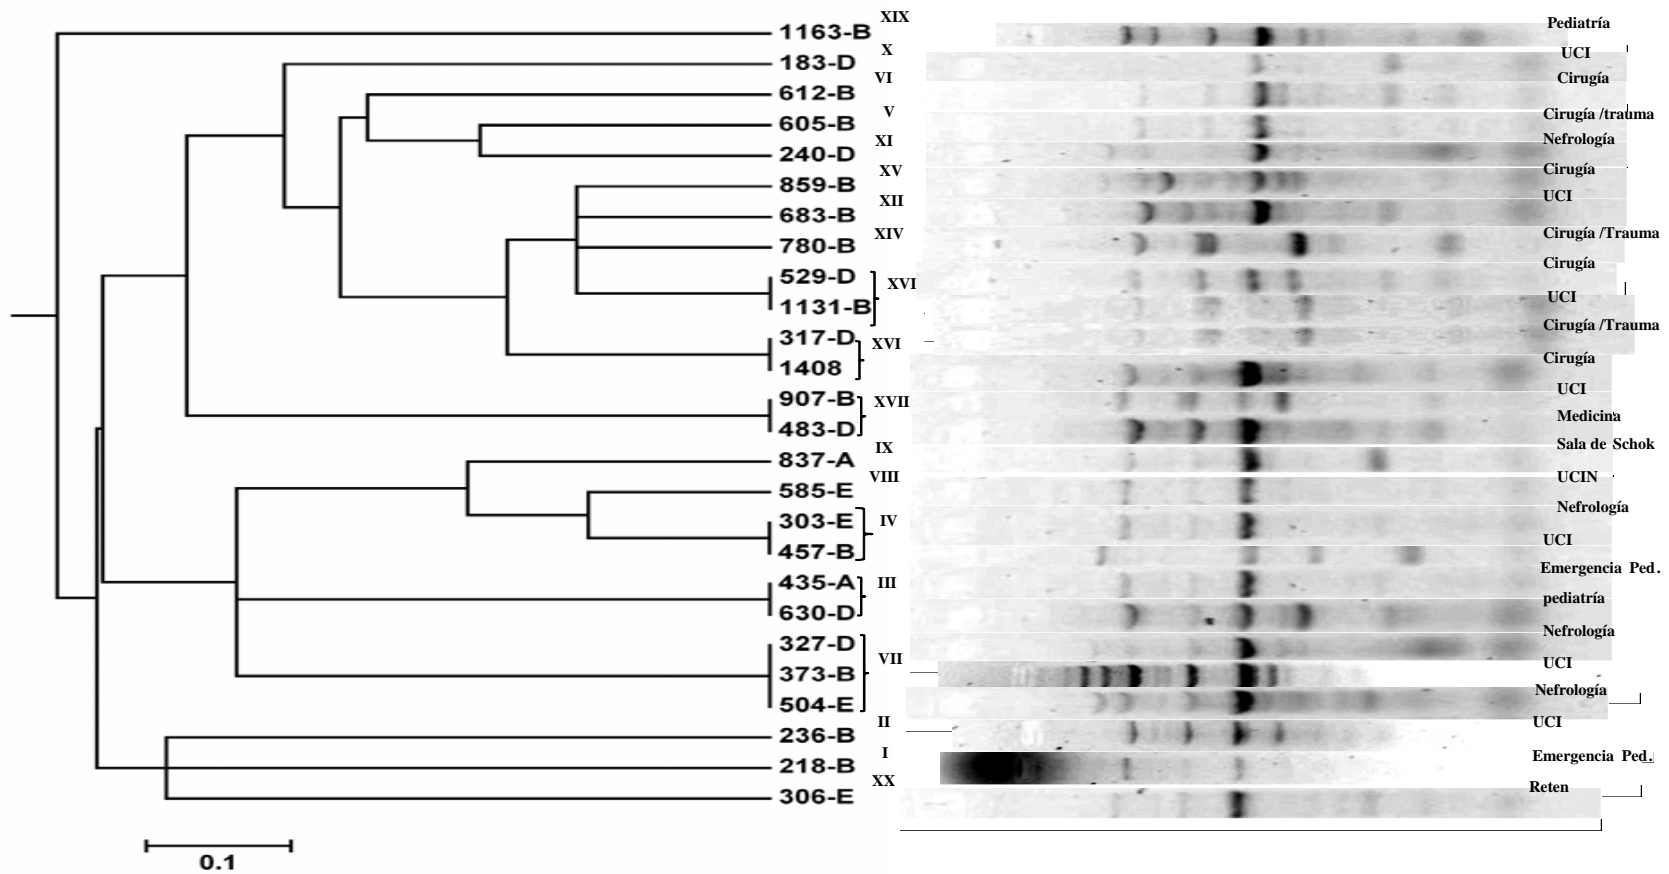 XIX
1163-B Pediatría
X
183-D UCI
VI
612-B Cirugía
V
605-B Cirugía /trauma
XI
240-D Nefrología
XV
859-B Cirugía
XII
683-B UCI
XIV
780-B Cirugía /Trauma
529-D Cirugía
XVI
1131-B UCI
317-D Cirugía /Trauma
XVI
1408 Cirugía
907-B UCI
XVII
483-D Medicina
IX
837-A Sala de Schok
VIII
585-E UCIN
303-E Nefrología
IV
457-B UCI
435-A Emergencia Ped.
III
630-D pediatría
327-D Nefrología
VII
373-B UCI
504-E Nefrología
II
236-B UCI
I
218-B Emergencia Ped.
XX
306-E Reten
0.1